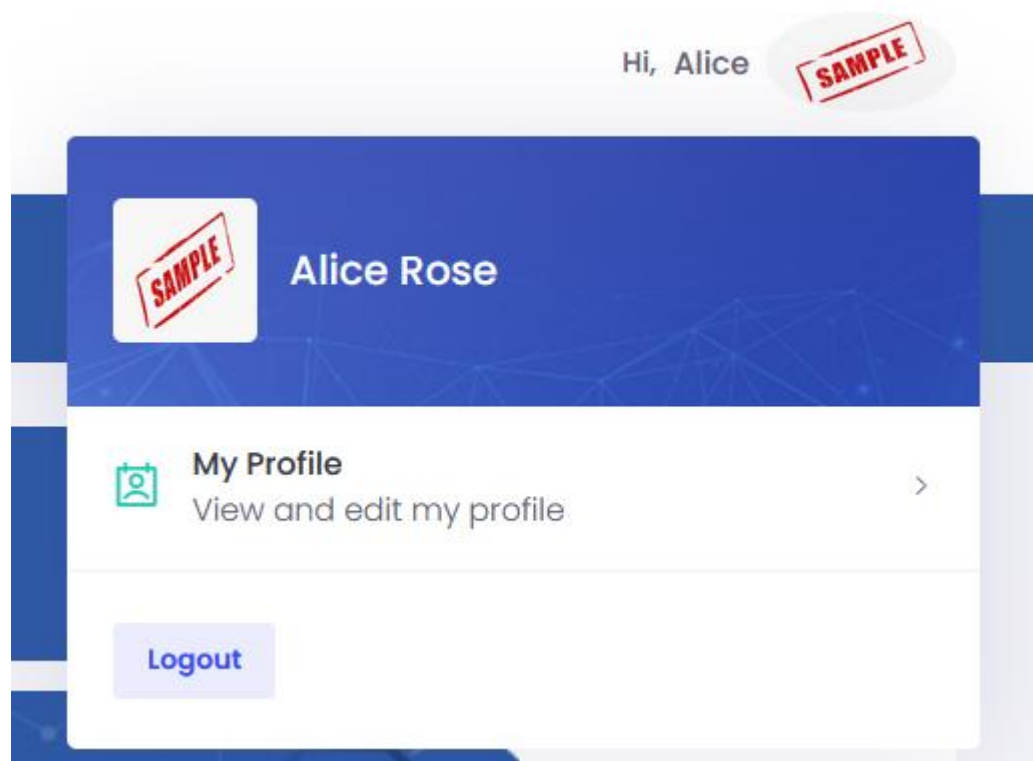 Hi, Alice
SAMPLE
SAMPLE
Alice Rose
My Profile
View and edit my profile
Logout